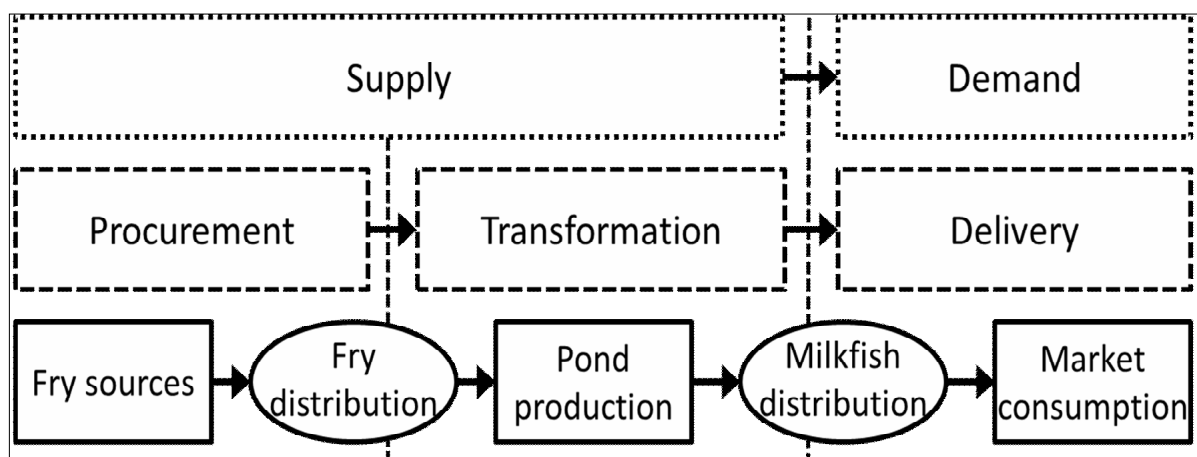 Supply
Demand
Procurement
Transformation
Delivery
Fry sources
Fry
distribution
Pond
production
Milkfish
distribution
Market
consumption